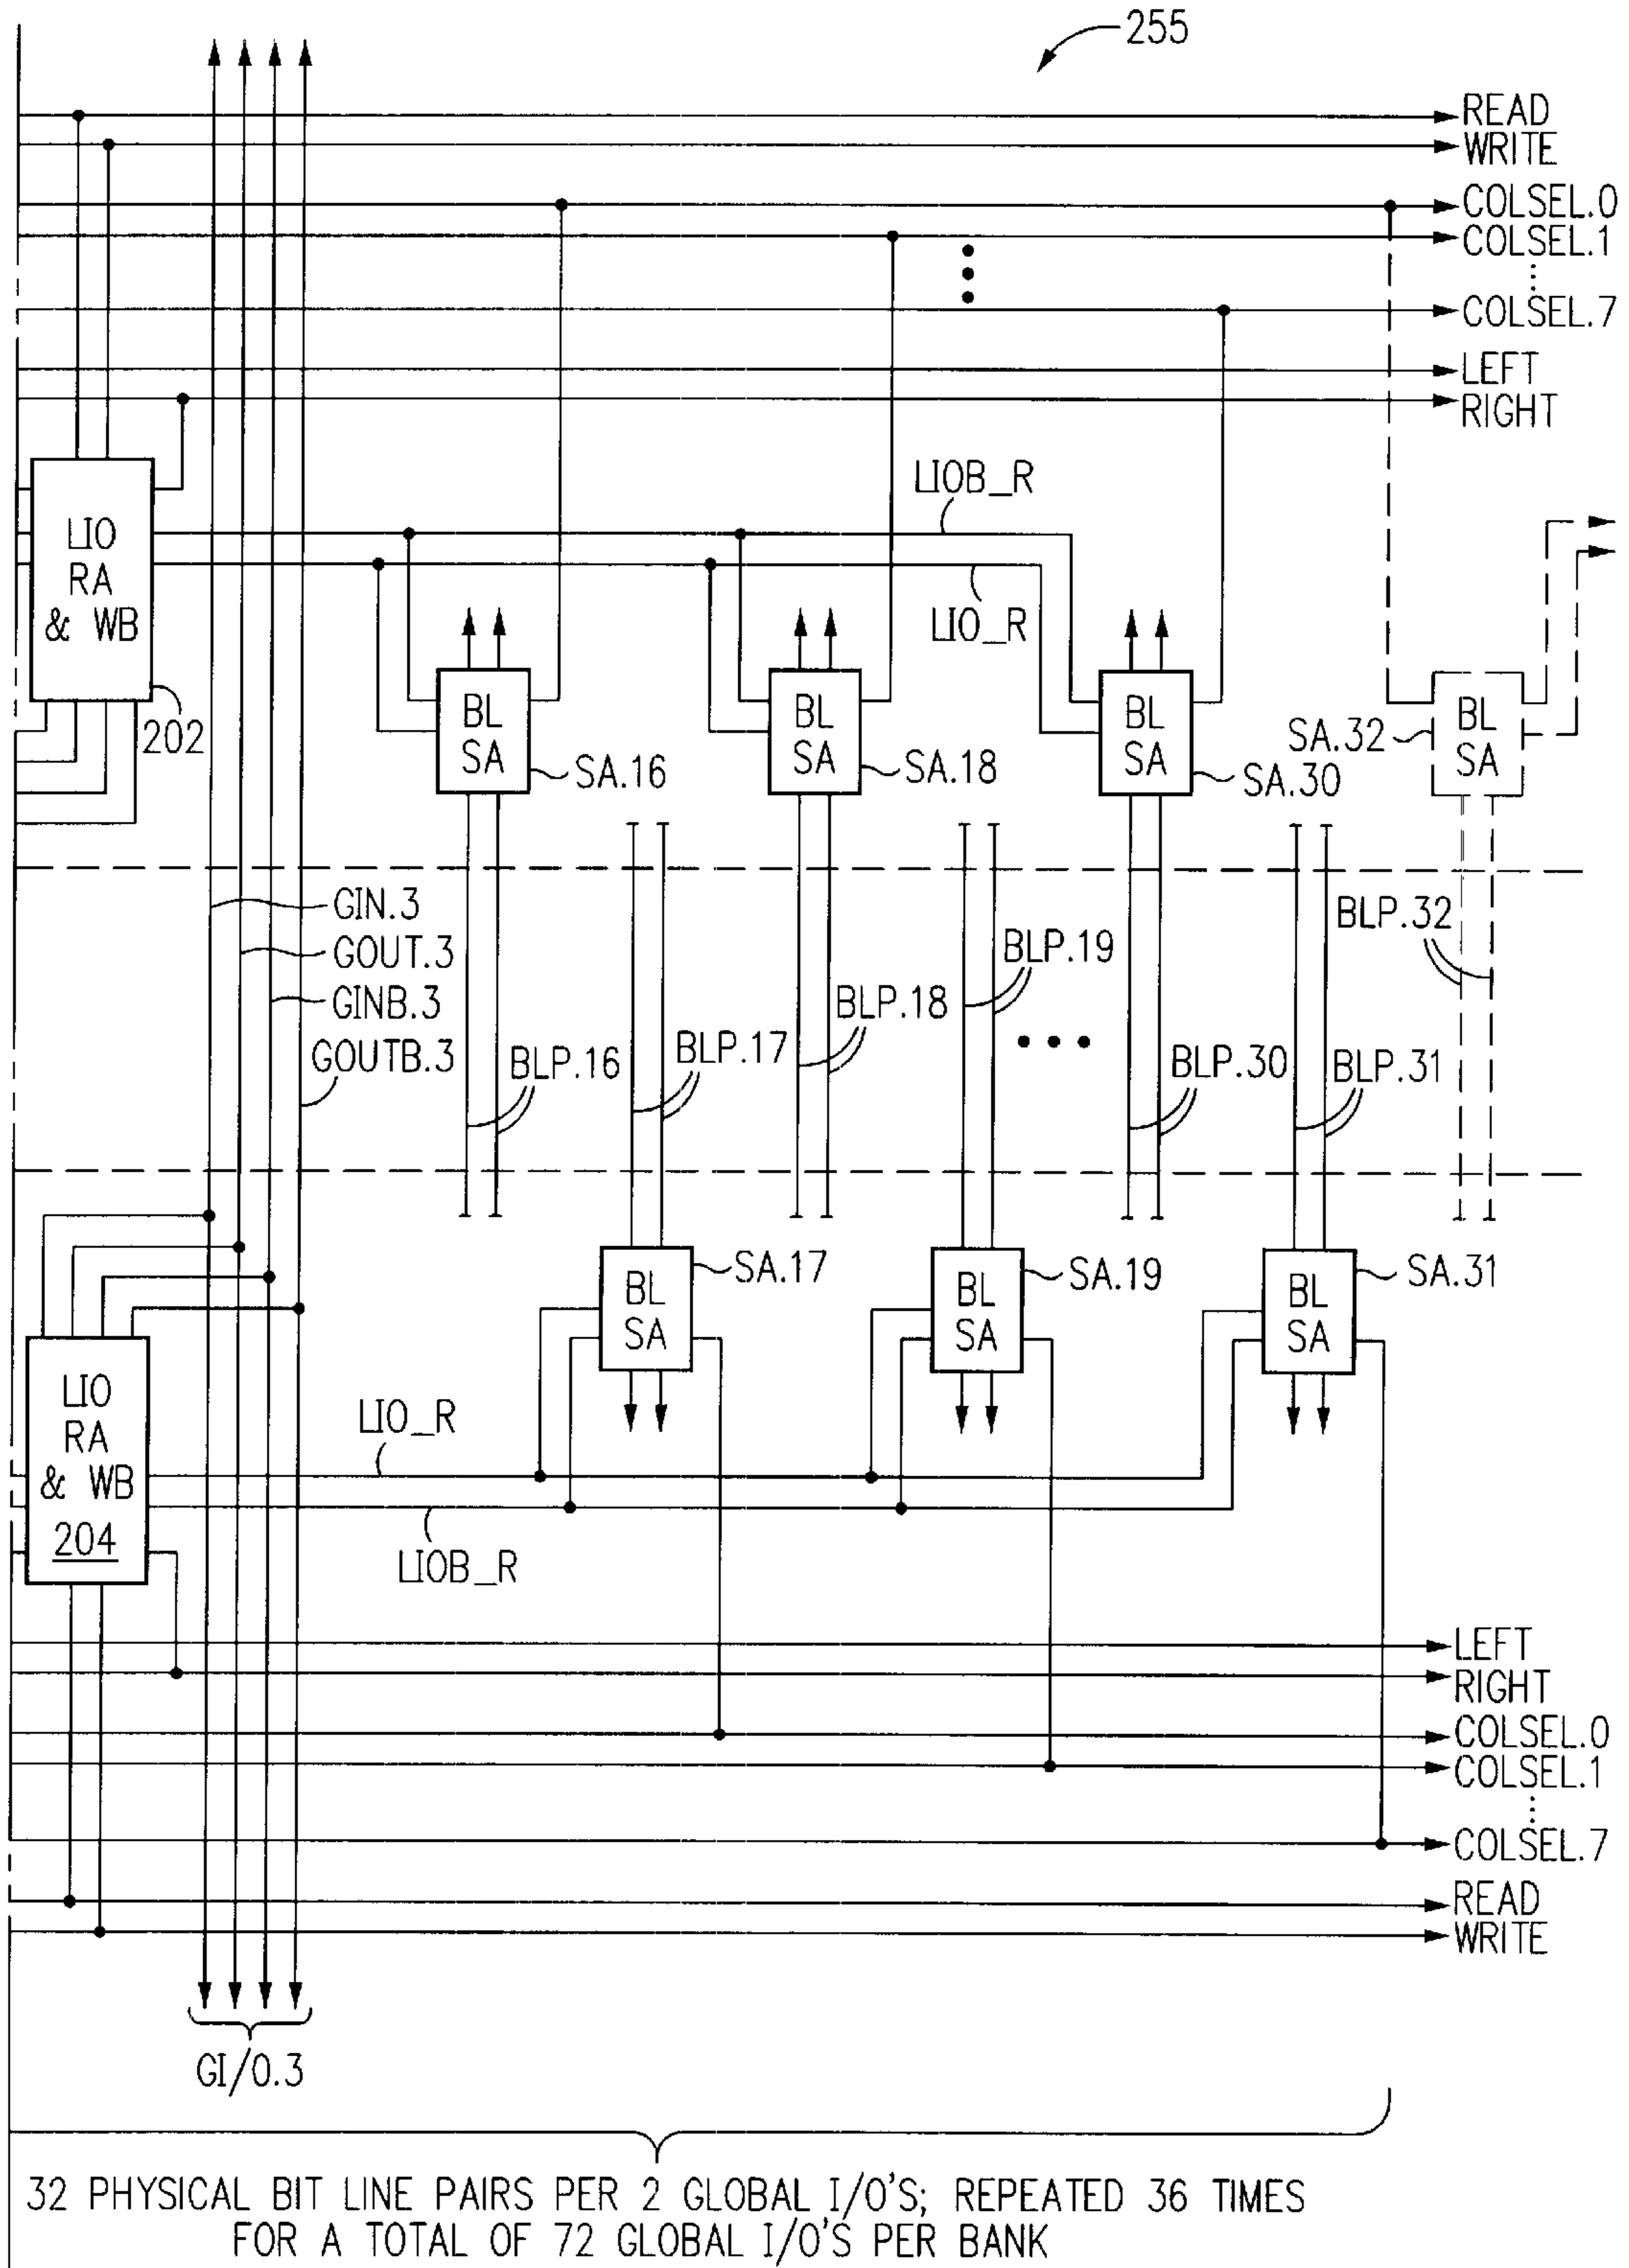 255
READ
WRITE
COLSEL.0
COLSEL.1
COLSEL.7
LEFT
RIGHT
LIOB_R
LIO
RA
& WB
202
LIO_R
BL
SA
SA.16
BL
SA
SA.18
BL
SA
SA.30
BL
SA
SA.32
GIN.3
GOUT.3
GINB.3
GOUTB.3
BLP.16
BLP.17
BLP.18
BLP.19
BLP.30
BLP.31
BLP.32
BL
SA
SA.17
BL
SA
SA.19
BL
SA
SA.31
LIO
RA
& WB
204
LIO_R
LIOB_R
LEFT
RIGHT
COLSEL.0
COLSEL.1
COLSEL.7
READ
WRITE
GI/O.3
32 PHYSICAL BIT LINE PAIRS PER 2 GLOBAL I/O'S; REPEATED 36 TIMES
FOR A TOTAL OF 72 GLOBAL I/O'S PER BANK